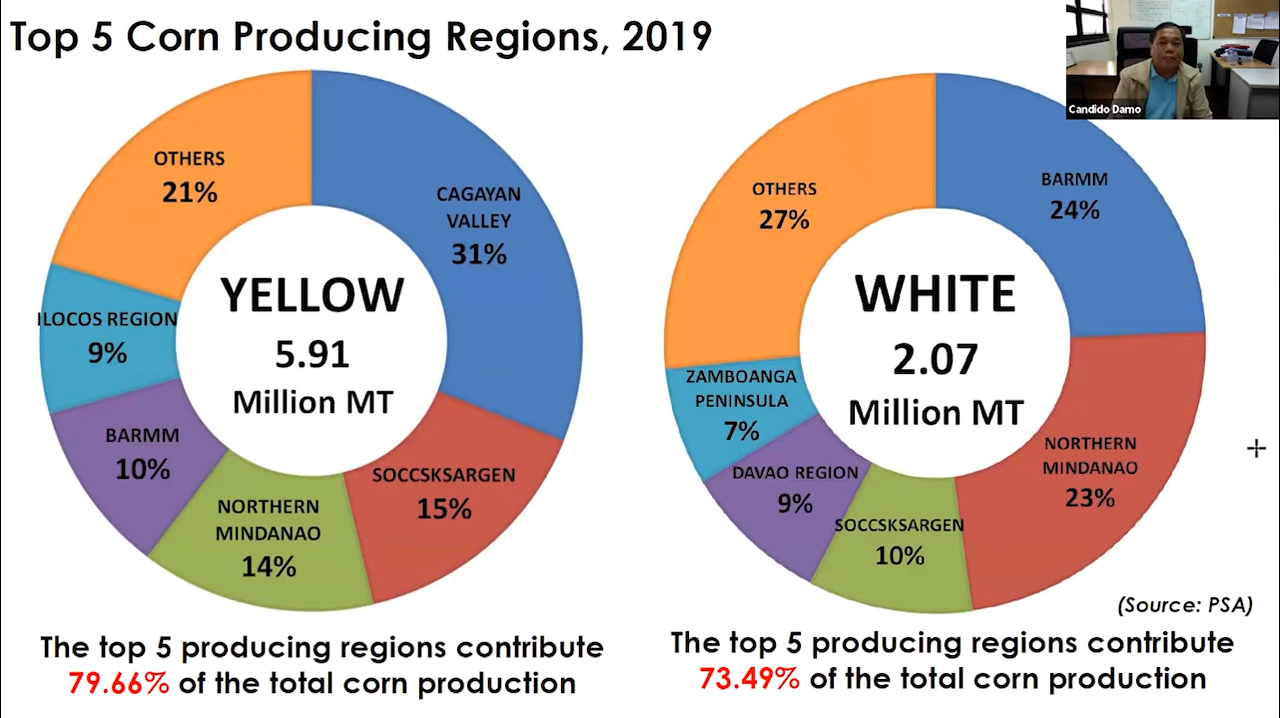 Top 5 Corn Producing Regions, 2019
Candido Damo
OTHERS
21%
CAGAYAN
VALLEY
31%
ILOCOS REGION
9%
YELLOW
5.91
Million MT
BARMM
10%
SOCCSKSARGEN
15%
NORTHERN
MINDANAO
14%
The top 5 producing regions contribute
79.66% of the total corn production
OTHERS
27%
BARMM
24%
WHITE
2.07
Million MT
ZAMBOANGA
PENINSULA
7%
NORTHERN
MINDANAO
23%
DAVAO REGION
9%
SOCCSKSARGEN
10%
(Source: PSA)
The top 5 producing regions contribute
73.49% of the total corn production